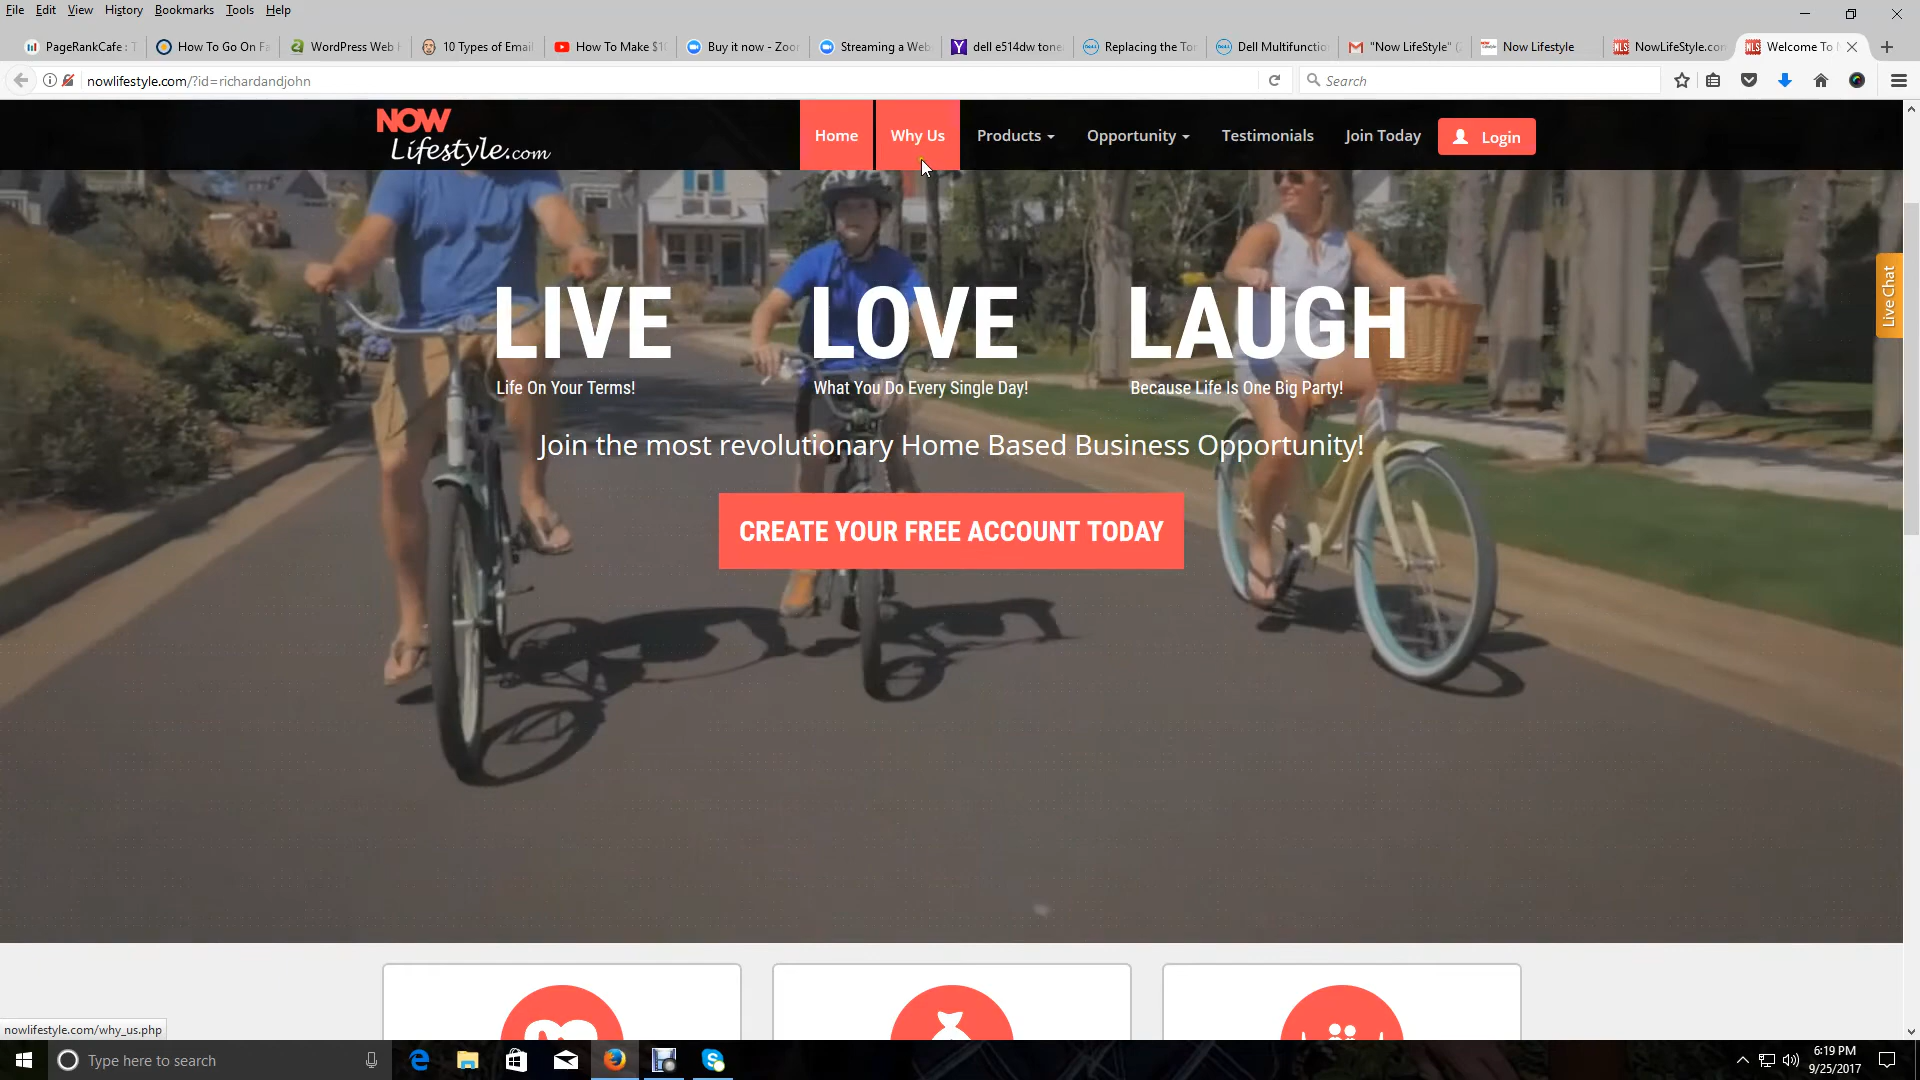 File Edit View History Bookmarks Tools Help
PageRankCafe : T
How To Go On Fa
WordPress Web H
10 Types of Email
How To Make $10
Buy it now - Zoo
Streaming a Web
dell e514dw tone
Replacing the To
Dell Multifunctio
"Now LifeStyle" (
Now Lifestyle
NowLifeStyle.co
Welcome To N
nowlifestyle.com/?id=richardandjohn
Search
NOW
Lifestyle.com
Home
Why Us
Products
Opportunity
Testimonials
Join Today
Login
Live Chat
LIVE LOVE LAUGH
Life On Your Terms! What You Do Every Single Day! Because Life Is One Big Party!
Join the most revolutionary Home Based Business Opportunity!
CREATE YOUR FREE ACCOUNT TODAY
nowlifestyle.com/why_us.php
Type here to search
6:19 PM
9/25/2017